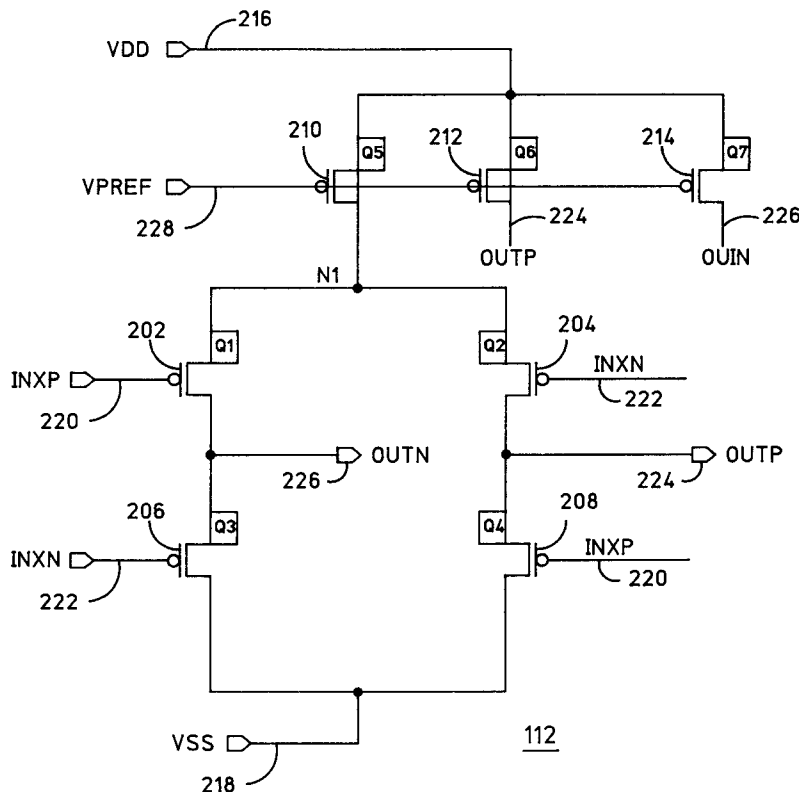 216
VDD
210
Q5
212
Q6
214
Q7
VPREF
228
224
226
OUTP
OUIN
N1
202
Q1
Q2
204
INXP
INXN
220
222
OUTN
OUTP
226
224
206
Q3
Q4
208
INXN
INXP
222
220
VSS
112
218